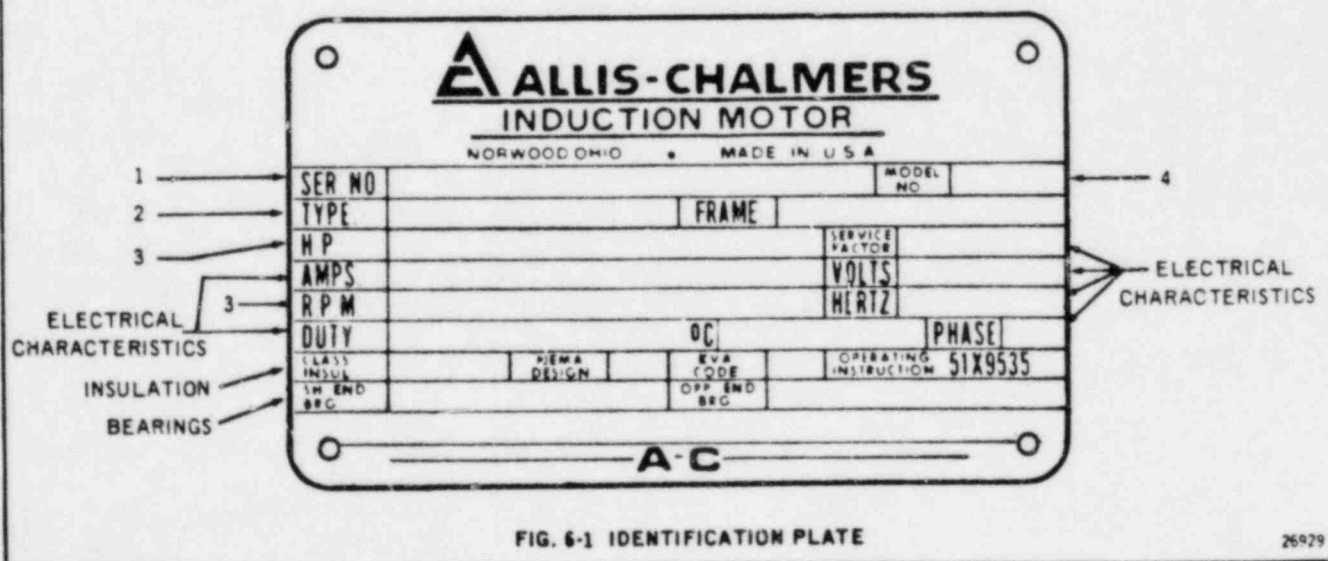 ALLIS-CHALMERS
INDUCTION MOTOR
NORWOOD OHIO • MADE IN U S A
1 SER NO MODEL NO 4
2 TYPE FRAME
3 H P SERVICE FACTOR
AMPS VOLTS
3 R P M HERTZ
ELECTRICAL CHARACTERISTICS
ELECTRICAL CHARACTERISTICS
DUTY °C PHASE
INSULATION CLASS INSUL NEMA DESIGN KVA CODE OPERATING INSTRUCTION 51X9535
BEARINGS SH END BRG OPP END BRG
A-C
FIG. 6-1 IDENTIFICATION PLATE
26929